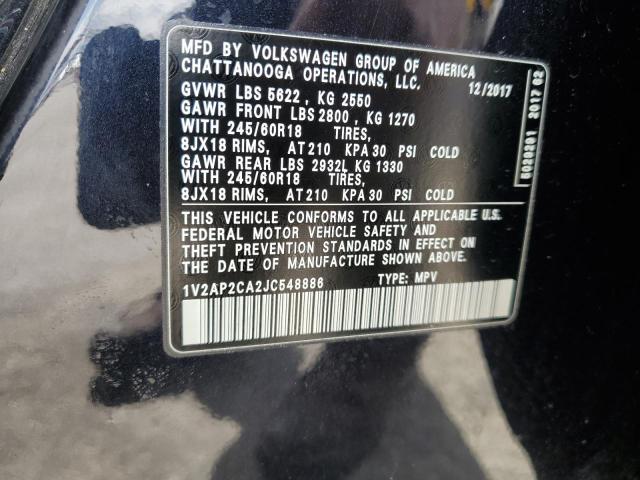 MFD BY VOLKSWAGEN GROUP OF AMERICA
CHATTANOOGA OPERATIONS, LLC.
12/2017
GVWR LBS 5622 , KG 2550
GAWR FRONT LBS 2800 , KG 1270
WITH 245/60R18 TIRES,
8JX18 RIMS, AT 210 KPA 30 PSI COLD
GAWR REAR LBS 2932L KG 1330
WITH 245/60R18 TIRES,
8JX18 RIMS, AT 210 KPA 30 PSI COLD
THIS VEHICLE CONFORMS TO ALL APPLICABLE U.S.
FEDERAL MOTOR VEHICLE SAFETY AND
THEFT PREVENTION STANDARDS IN EFFECT ON
DATE OF MANUFACTURE SHOWN ABOVE.
1V2AP2CA2JC548886 TYPE: MPV
2017 02